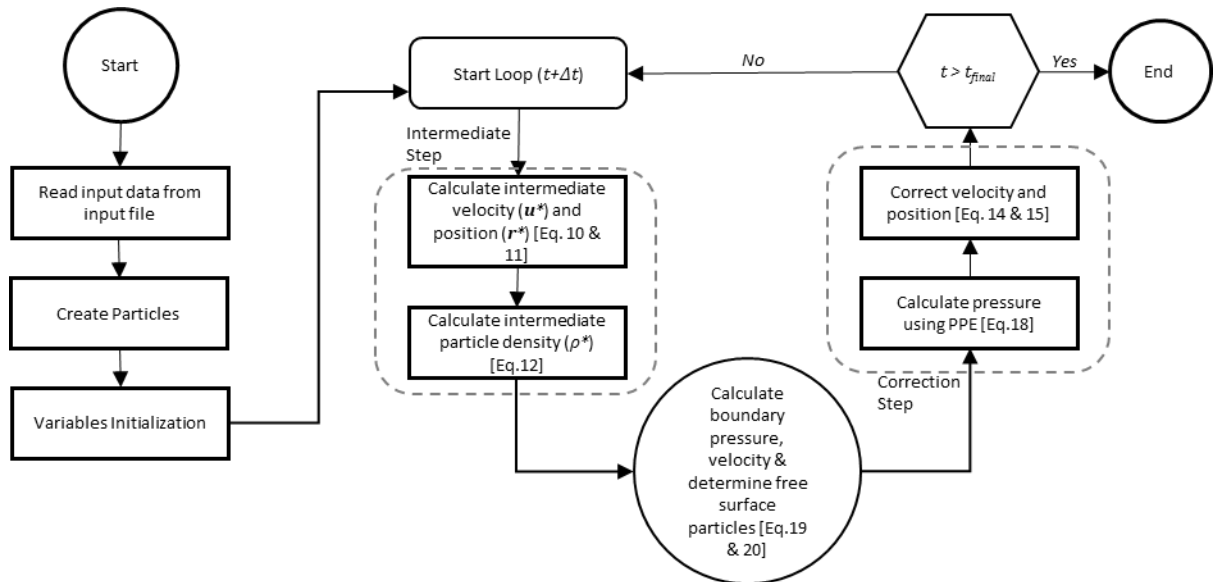 Start
Read input data from
input file
Create Particles
Variables Initialization
Start Loop (t+Δt)
Intermediate
Step
Calculate intermediate
velocity (u*) and
position (r*) [Eq. 10 &
11]
Calculate intermediate
particle density (ρ*)
[Eq.12]
Calculate
boundary
pressure,
velocity &
determine free
surface
particles [Eq.19
& 20]
Correction
Step
Calculate pressure
using PPE [Eq.18]
Correct velocity and
position [Eq. 14 & 15]
t > tfinal
No
Yes
End